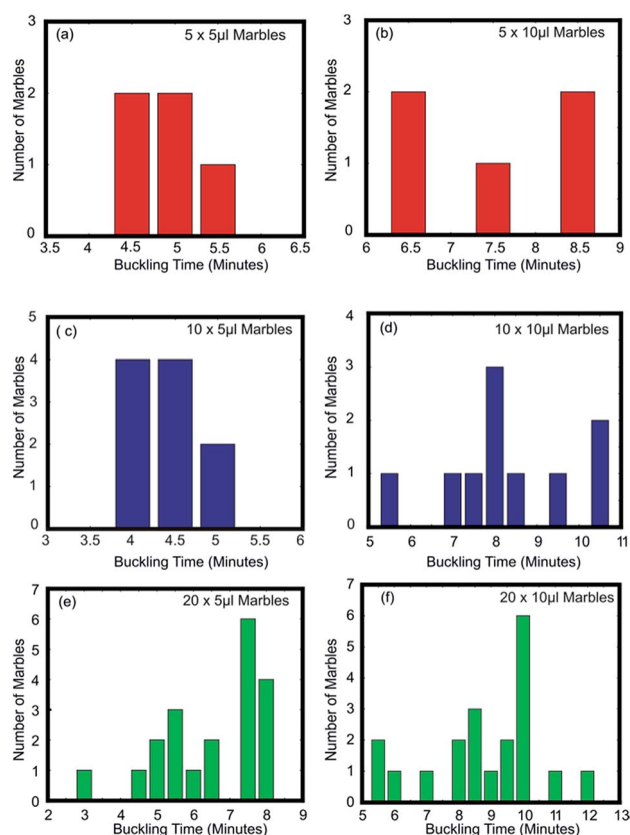 (a) 5 x 5µl Marbles
3
2
1
0
3.5 4 4.5 5 5.5 6 6.5
Number of Marbles
Buckling Time (Minutes)
(b) 5 x 10µl Marbles
3
2
1
0
6 6.5 7 7.5 8 8.5 9
Number of Marbles
Buckling Time (Minutes)
( c) 10 x 5µl Marbles
5
4
3
2
1
0
3 3.5 4 4.5 5 5.5 6
Number of Marbles
Buckling Time (Minutes)
(d) 10 x 10µl Marbles
4
3
2
1
0
5 6 7 8 9 10 11
Number of Marbles
Buckling Time (Minutes)
(e) 20 x 5µl Marbles
7
6
5
4
3
2
1
0
2 3 4 5 6 7 8 9
Number of Marbles
Buckling Time (Minutes)
(f) 20 x 10µl Marbles
7
6
5
4
3
2
1
0
5 6 7 8 9 10 11 12 13
Number of Marbles
Buckling Time (Minutes)